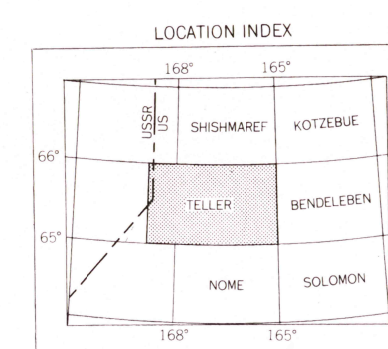 LOCATION INDEX
168° 165°
USSR
US
SHISHMAREF KOTZEBUE
66°
TELLER BENDELEBEN
65°
NOME SOLOMON
168° 165°